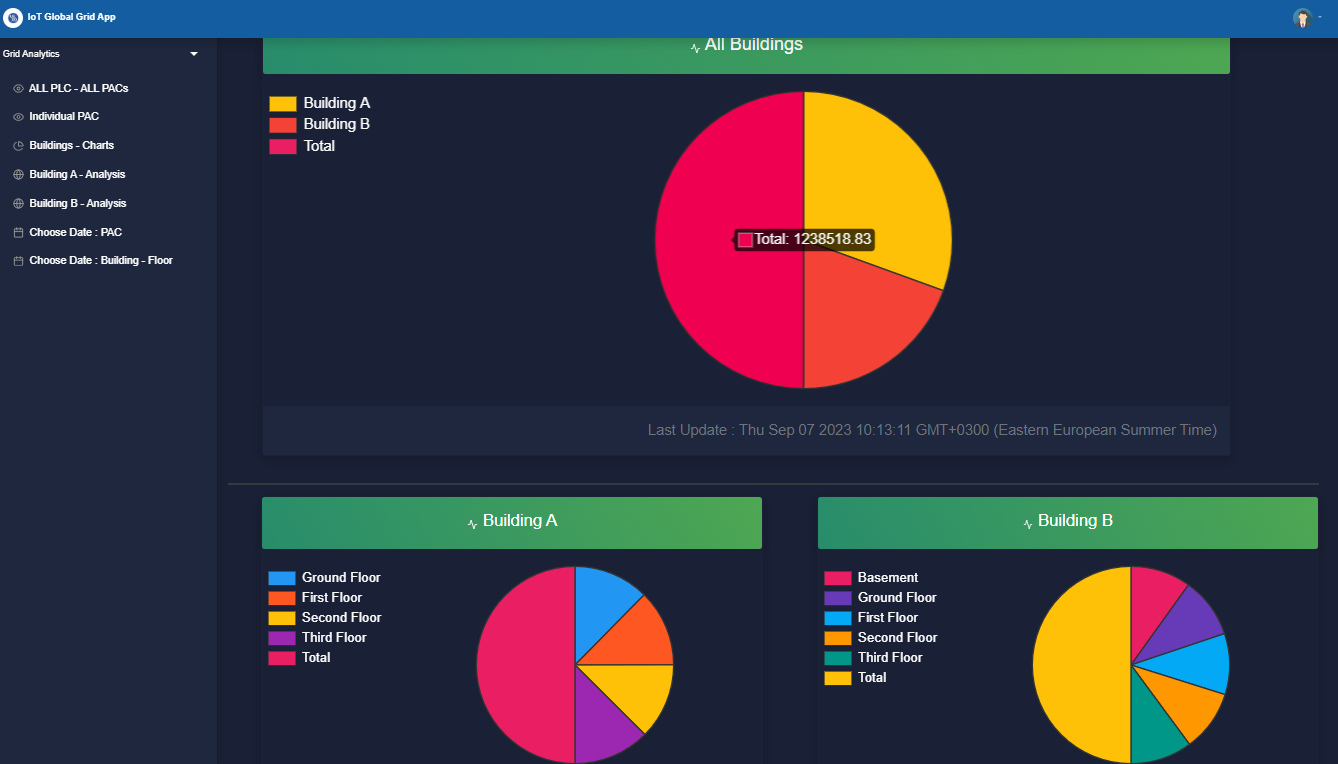 IoT Global Grid App
Grid Analytics
ALL PLC - ALL PACs
Individual PAC
Buildings - Charts
Building A - Analysis
Building B - Analysis
Choose Date : PAC
Choose Date : Building - Floor
All Buildings
Building A
Building B
Total
Total: 1238518.83
Last Update : Thu Sep 07 2023 10:13:11 GMT+0300 (Eastern European Summer Time)
Building A
Ground Floor
First Floor
Second Floor
Third Floor
Total
Building B
Basement
Ground Floor
First Floor
Second Floor
Third Floor
Total